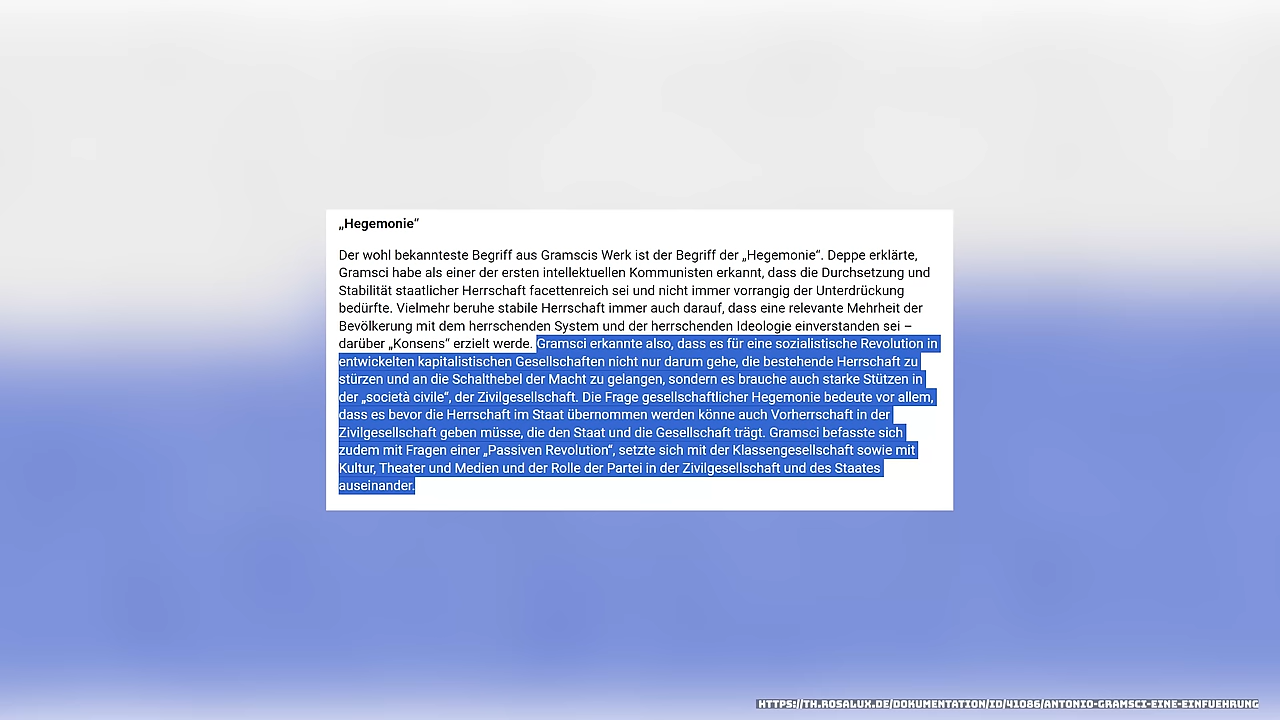 „Hegemonie“
Der wohl bekannteste Begriff aus Gramscis Werk ist der Begriff der „Hegemonie“. Deppe erklärte,
Gramsci habe als einer der ersten intellektuellen Kommunisten erkannt, dass die Durchsetzung und
Stabilität staatlicher Herrschaft facettenreich sei und nicht immer vorrangig der Unterdrückung
bedürfte. Vielmehr beruhe stabile Herrschaft immer auch darauf, dass eine relevante Mehrheit der
Bevölkerung mit dem herrschenden System und der herrschenden Ideologie einverstanden sei –
darüber „Konsens“ erzielt werde. Gramsci erkannte also, dass es für eine sozialistische Revolution in
entwickelten kapitalistischen Gesellschaften nicht nur darum gehe, die bestehende Herrschaft zu
stürzen und an die Schalthebel der Macht zu gelangen, sondern es brauche auch starke Stützen in
der „società civile“, der Zivilgesellschaft. Die Frage gesellschaftlicher Hegemonie bedeute vor allem,
dass es bevor die Herrschaft im Staat übernommen werden könne auch Vorherrschaft in der
Zivilgesellschaft geben müsse, die den Staat und die Gesellschaft trägt. Gramsci befasste sich
zudem mit Fragen einer „Passiven Revolution“, setzte sich mit der Klassengesellschaft sowie mit
Kultur, Theater und Medien und der Rolle der Partei in der Zivilgesellschaft und des Staates
auseinander.
HTTPS://TH.ROSALUX.DE/DOKUMENTATION/ID/41086/ANTONIO-GRAMSCI-EINE-EINFUEHRUNG